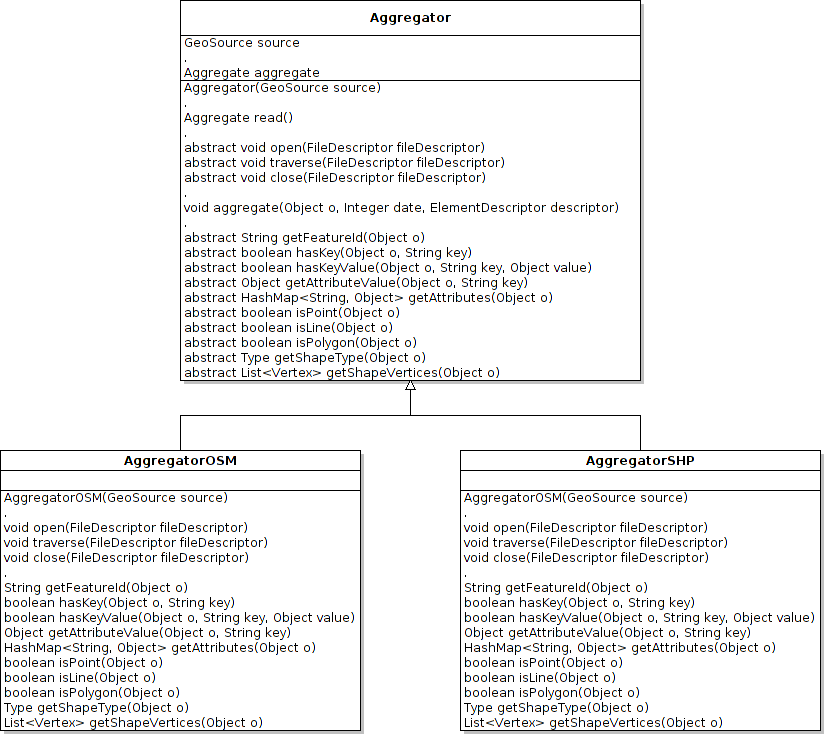 Aggregator
GeoSource source
.
Aggregate aggregate
Aggregator(GeoSource source)
.
Aggregate read()
.
abstract void open(FileDescriptor fileDescriptor)
abstract void traverse(FileDescriptor fileDescriptor)
abstract void close(FileDescriptor fileDescriptor)
.
void aggregate(Object o, Integer date, ElementDescriptor descriptor)
.
abstract String getFeatureId(Object o)
abstract boolean hasKey(Object o, String key)
abstract boolean hasKeyValue(Object o, String key, Object value)
abstract Object getAttributeValue(Object o, String key)
abstract HashMap<String, Object> getAttributes(Object o)
abstract boolean isPoint(Object o)
abstract boolean isLine(Object o)
abstract boolean isPolygon(Object o)
abstract Type getShapeType(Object o)
abstract List<Vertex> getShapeVertices(Object o)
AggregatorOSM
AggregatorOSM(GeoSource source)
.
void open(FileDescriptor fileDescriptor)
void traverse(FileDescriptor fileDescriptor)
void close(FileDescriptor fileDescriptor)
.
String getFeatureId(Object o)
boolean hasKey(Object o, String key)
boolean hasKeyValue(Object o, String key, Object value)
Object getAttributeValue(Object o, String key)
HashMap<String, Object> getAttributes(Object o)
boolean isPoint(Object o)
boolean isLine(Object o)
boolean isPolygon(Object o)
Type getShapeType(Object o)
List<Vertex> getShapeVertices(Object o)
AggregatorSHP
AggregatorOSM(GeoSource source)
.
void open(FileDescriptor fileDescriptor)
void traverse(FileDescriptor fileDescriptor)
void close(FileDescriptor fileDescriptor)
.
String getFeatureId(Object o)
boolean hasKey(Object o, String key)
boolean hasKeyValue(Object o, String key, Object value)
Object getAttributeValue(Object o, String key)
HashMap<String, Object> getAttributes(Object o)
boolean isPoint(Object o)
boolean isLine(Object o)
boolean isPolygon(Object o)
Type getShapeType(Object o)
List<Vertex> getShapeVertices(Object o)